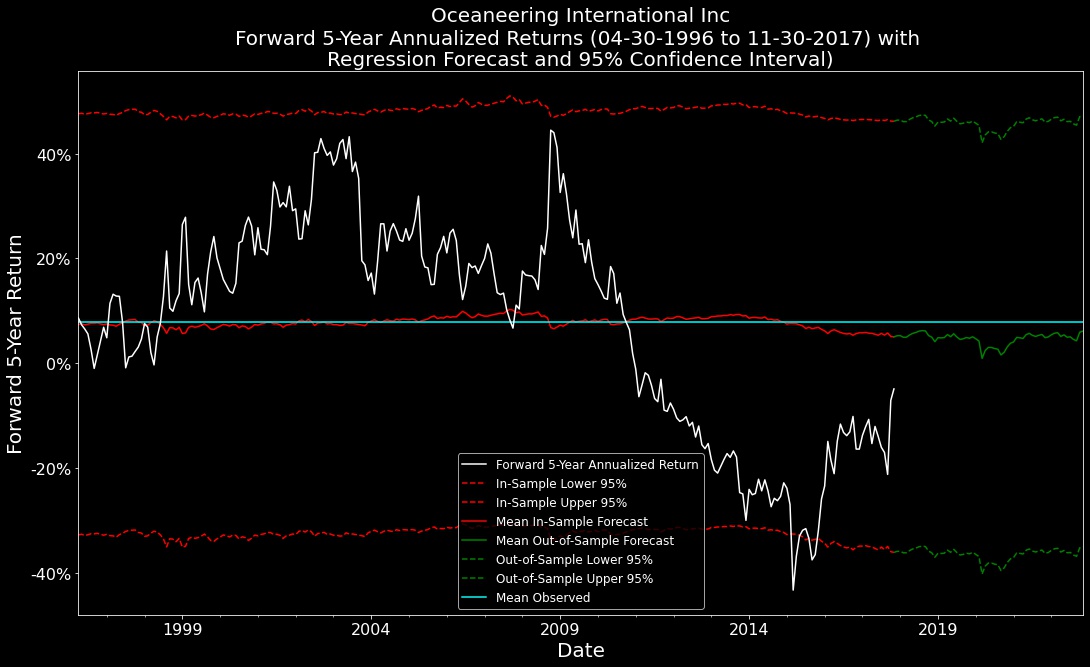 Oceaneering International Inc
Forward 5-Year Annualized Returns (04-30-1996 to 11-30-2017) with
Regression Forecast and 95% Confidence Interval)
Forward 5-Year Return
40%
20%
0%
-20%
-40%
Forward 5-Year Annualized Return
In-Sample Lower 95%
In-Sample Upper 95%
Mean In-Sample Forecast
Mean Out-of-Sample Forecast
Out-of-Sample Lower 95%
Out-of-Sample Upper 95%
Mean Observed
1999
2004
2009
2014
2019
Date